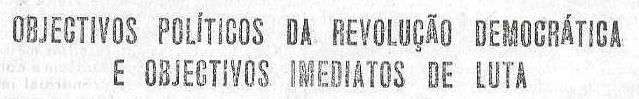 OBJECTIVOS POLÍTICOS DA REVOLUÇÃO DEMOCRÁTICA
E OBJECTIVOS IMEDIATOS DE LUTA